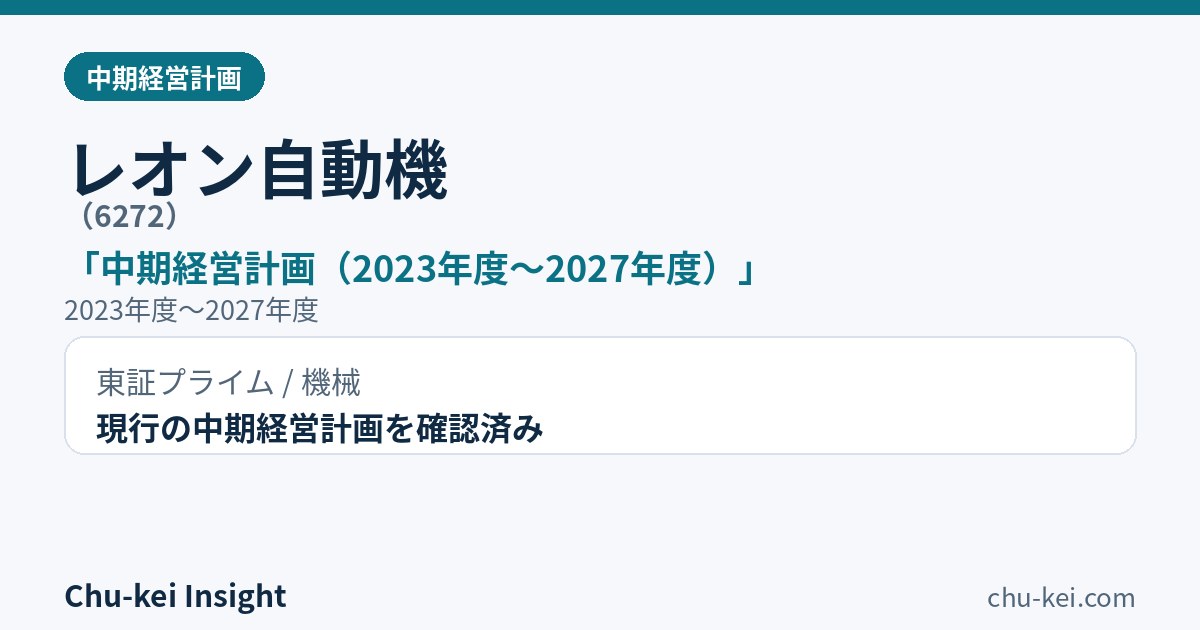 中期経営計画
レオン自動機
（6272）
「中期経営計画（2023年度〜2027年度）」
2023年度〜2027年度
東証プライム / 機械
現行の中期経営計画を確認済み
Chu-kei Insight
chu-kei.com